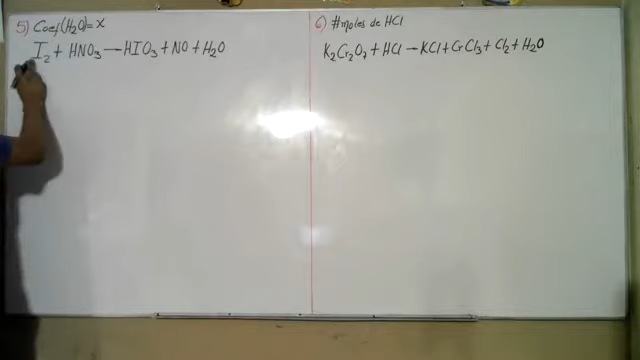 5) Coef(H₂O)=x
I₂ + HNO₃ — HIO₃ + NO + H₂O
6) #moles de HCl
K₂Cr₂O₇ + HCl — KCl + CrCl₃ + Cl₂ + H₂O